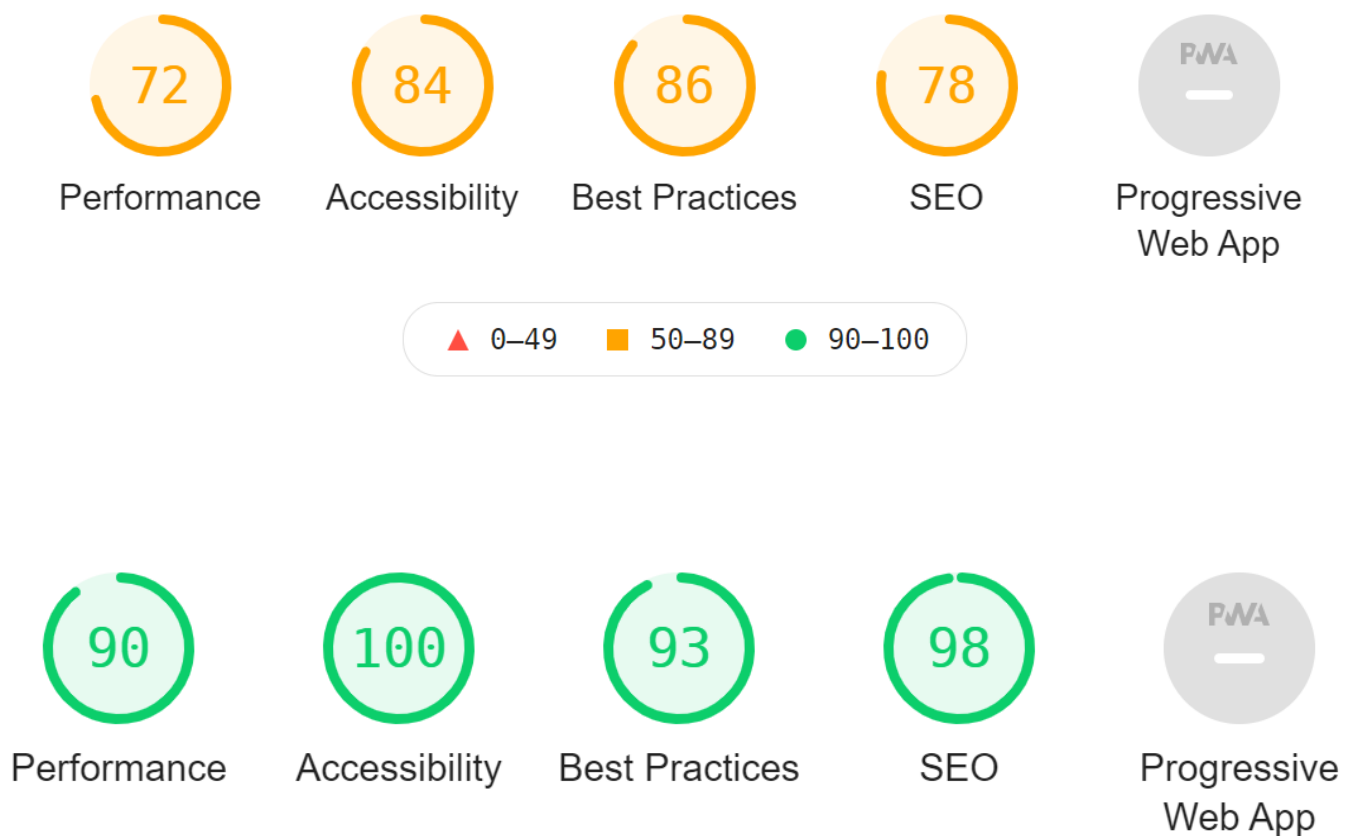 72 84 86 78 PWA
Performance Accessibility Best Practices SEO Progressive
Web App
0–49 50–89 90–100
90 100 93 98 PWA
Performance Accessibility Best Practices SEO Progressive
Web App